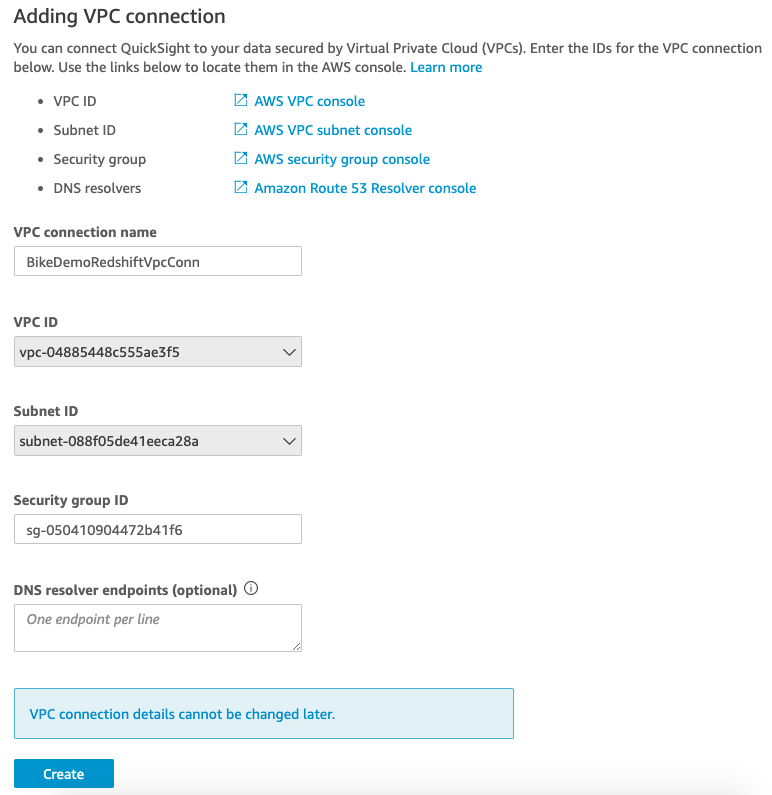 Adding VPC connection
You can connect QuickSight to your data secured by Virtual Private Cloud (VPCs). Enter the IDs for the VPC connection
below. Use the links below to locate them in the AWS console. Learn more
• VPC ID AWS VPC console
• Subnet ID AWS VPC subnet console
• Security group AWS security group console
• DNS resolvers Amazon Route 53 Resolver console
VPC connection name
BikeDemoRedshiftVpcConn
VPC ID
vpc-04885448c555ae3f5
Subnet ID
subnet-088f05de41eeca28a
Security group ID
sg-050410904472b41f6
DNS resolver endpoints (optional)
One endpoint per line
VPC connection details cannot be changed later.
Create